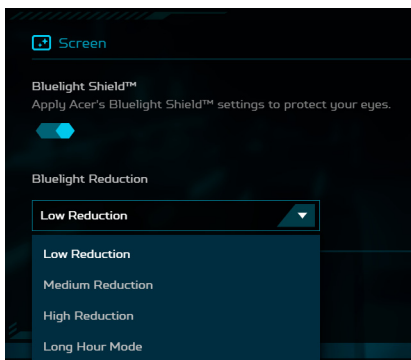 Screen
Bluelight Shield™
Apply Acer's Bluelight Shield™ settings to protect your eyes.
Bluelight Reduction
Low Reduction
Low Reduction
Medium Reduction
High Reduction
Long Hour Mode